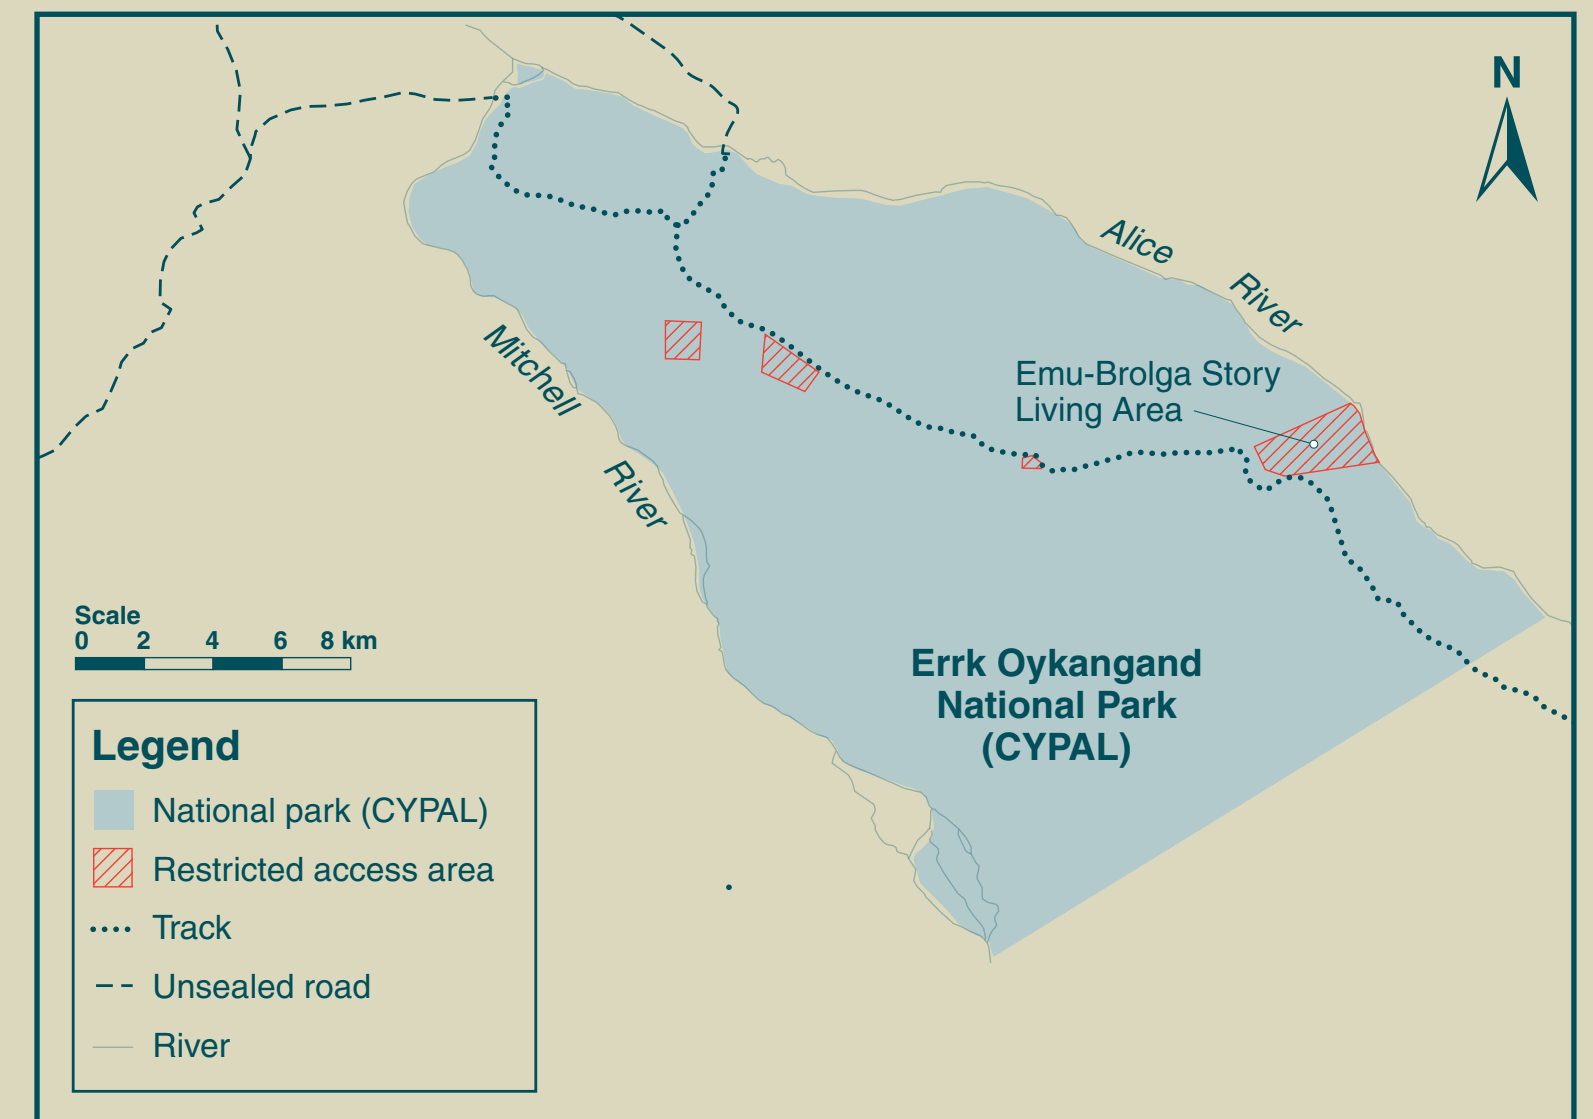 N
Alice
River
Mitchell
River
Emu-Brolga Story
Living Area
Errk Oykangand
National Park
(CYPAL)
Scale
0 2 4 6 8 km
Legend
National park (CYPAL)
Restricted access area
Track
Unsealed road
River